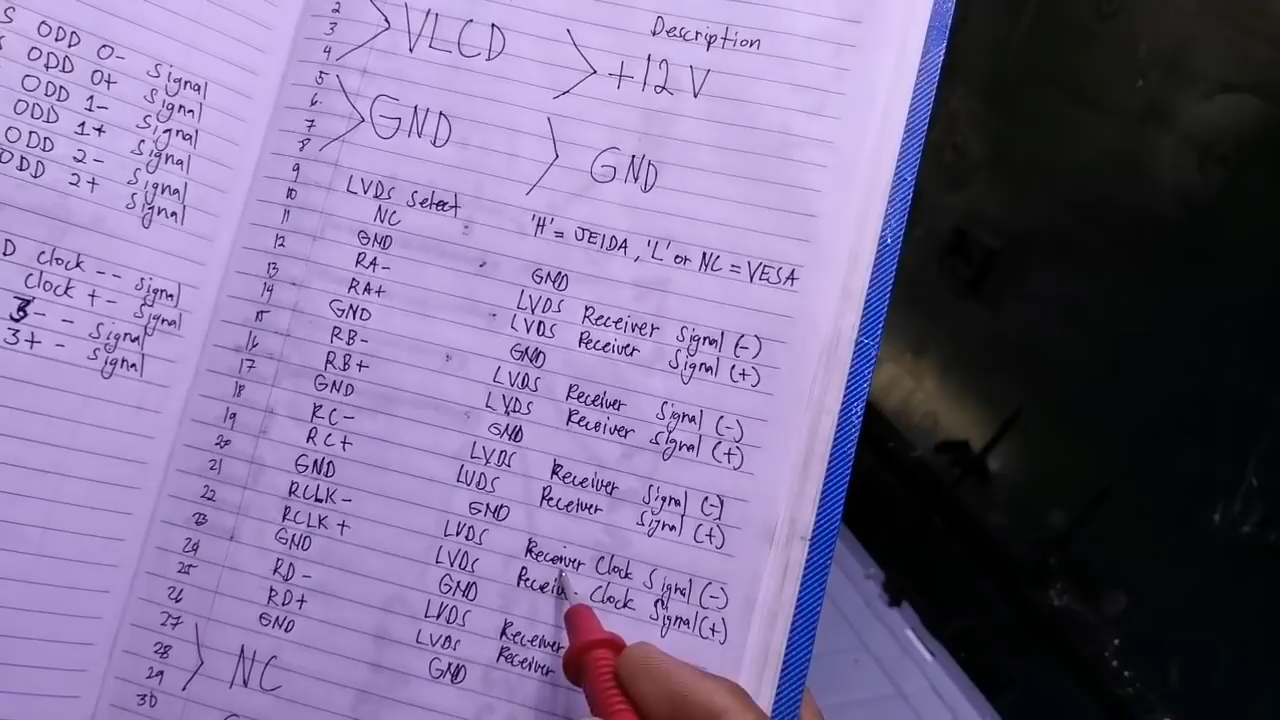 S ODD 0- Signal
ODD 0+ Signal
ODD 1- Signal
ODD 1+ Signal
ODD 2- Signal
ODD 2+ Signal
D clock -- Signal
clock +- Signal
3- - Signal
3+ - Signal
Description
2
3 VLCD +12 V
4
5
6. GND GND
7
8
9 LVDS Select 'H'= JEIDA, 'L' or NC = VESA
10 NC
11 GND GND
12 RA- LVDS Receiver Signal (-)
13 RA+ LVDS Receiver Signal (+)
14 GND GND
15 RB- LVDS Receiver Signal (-)
16 RB+ LVDS Receiver Signal (+)
17 GND GND
18 RC- LVDS Receiver Signal (-)
19 RC+ LVDS Receiver Signal (+)
20 GND GND
21 RCLK- LVDS Receiver Clock Signal (-)
22 RCLK+ LVDS Clock Signal (+)
23 GND GND
24 RD- LVDS Receiver
25 RD+ LVDS Receiver
26 GND GND
27
28 NC
29
30